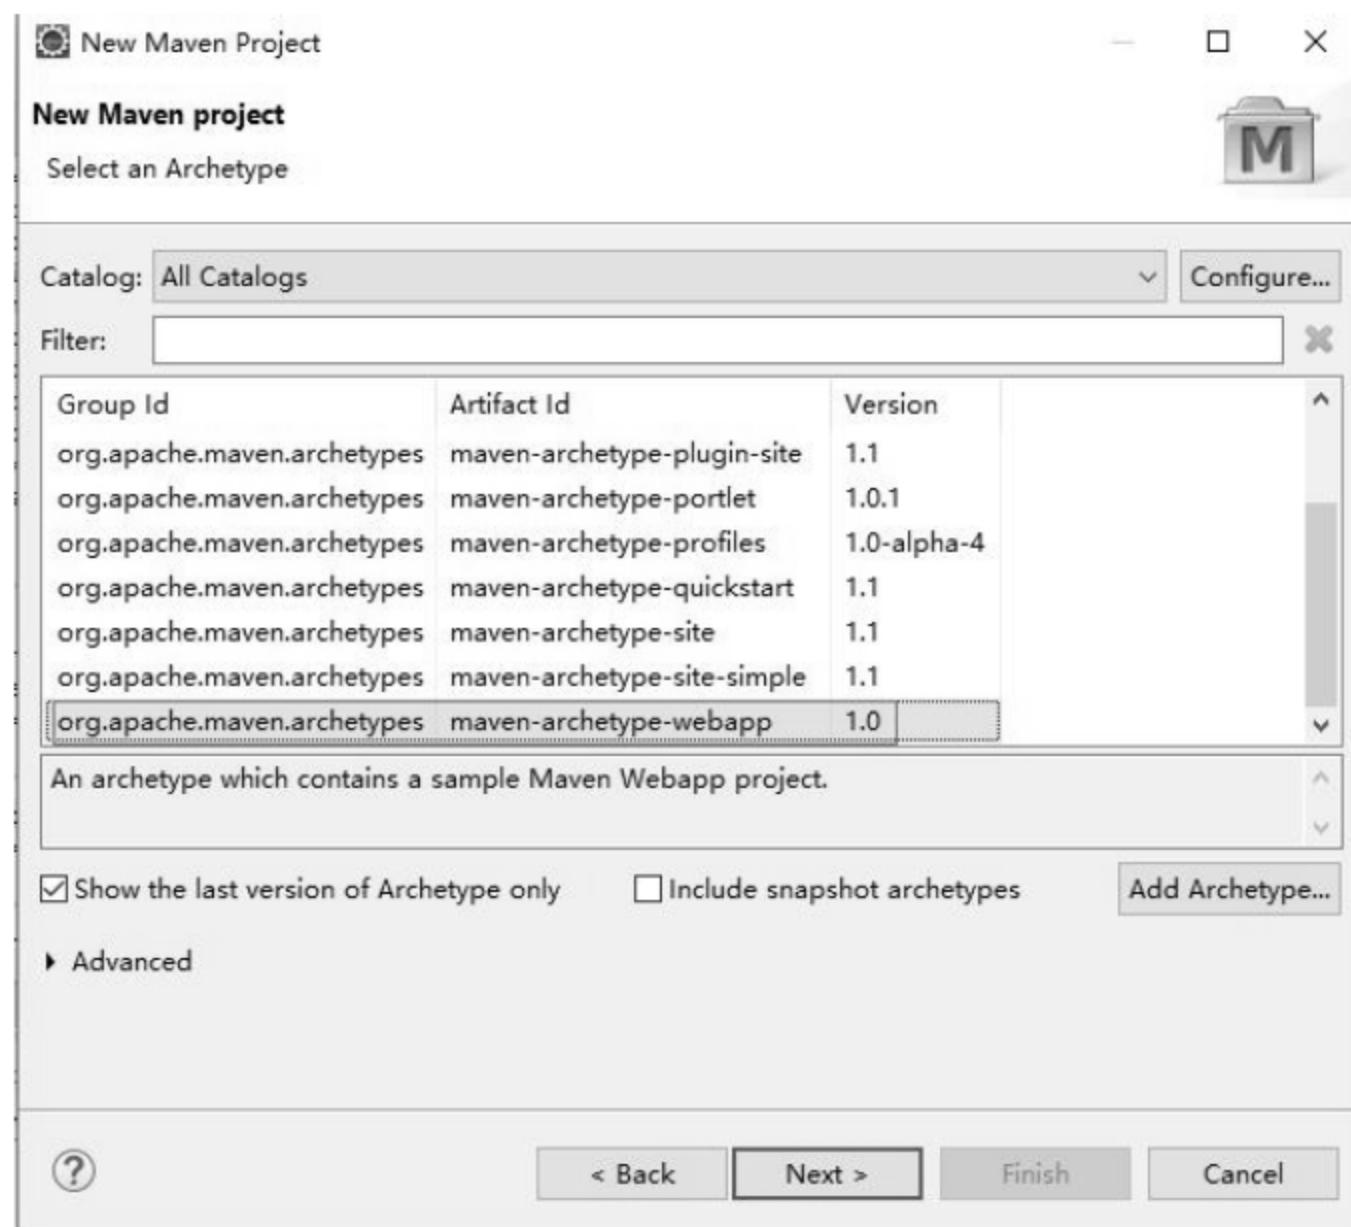 New Maven Project
New Maven project
M
Select an Archetype
Catalog: All Catalogs Configure...
Filter:
Group Id Artifact Id Version
org.apache.maven.archetypes maven-archetype-plugin-site 1.1
org.apache.maven.archetypes maven-archetype-portlet 1.0.1
org.apache.maven.archetypes maven-archetype-profiles 1.0-alpha-4
org.apache.maven.archetypes maven-archetype-quickstart 1.1
org.apache.maven.archetypes maven-archetype-site 1.1
org.apache.maven.archetypes maven-archetype-site-simple 1.1
org.apache.maven.archetypes maven-archetype-webapp 1.0
An archetype which contains a sample Maven Webapp project.
Show the last version of Archetype only Include snapshot archetypes Add Archetype...
Advanced
? < Back Next > Finish Cancel